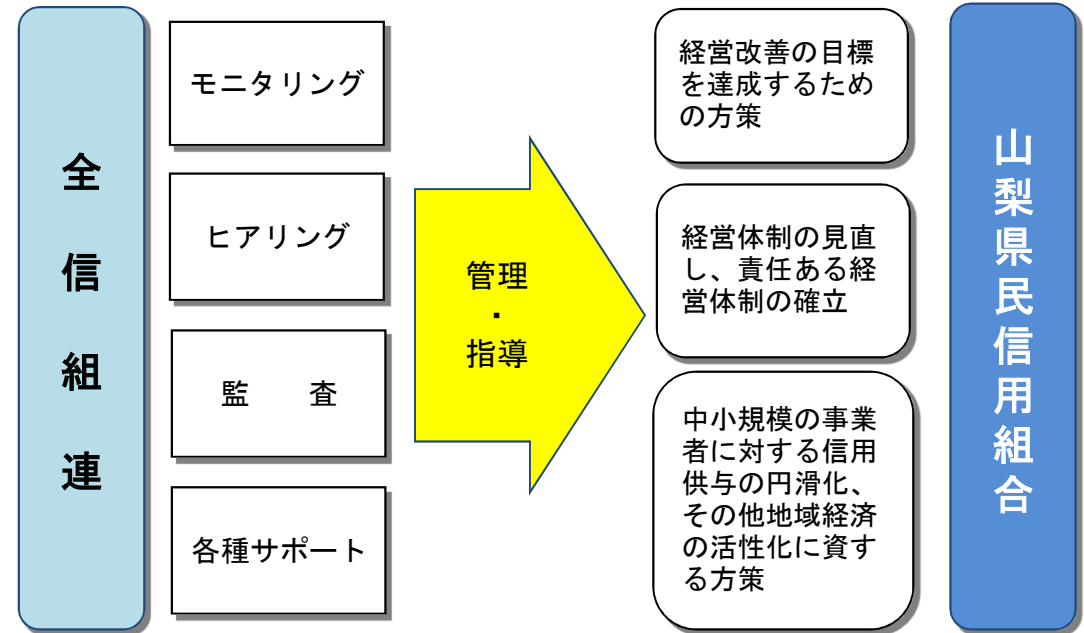 全信組連
モニタリング
ヒアリング
監　　査
各種サポート
管理
・
指導
経営改善の目標
を達成するため
の方策
経営体制の見直
し、責任ある経
営体制の確立
中小規模の事業
者に対する信用
供与の円滑化、
その他地域経済
の活性化に資す
る方策
山梨県民信用組合